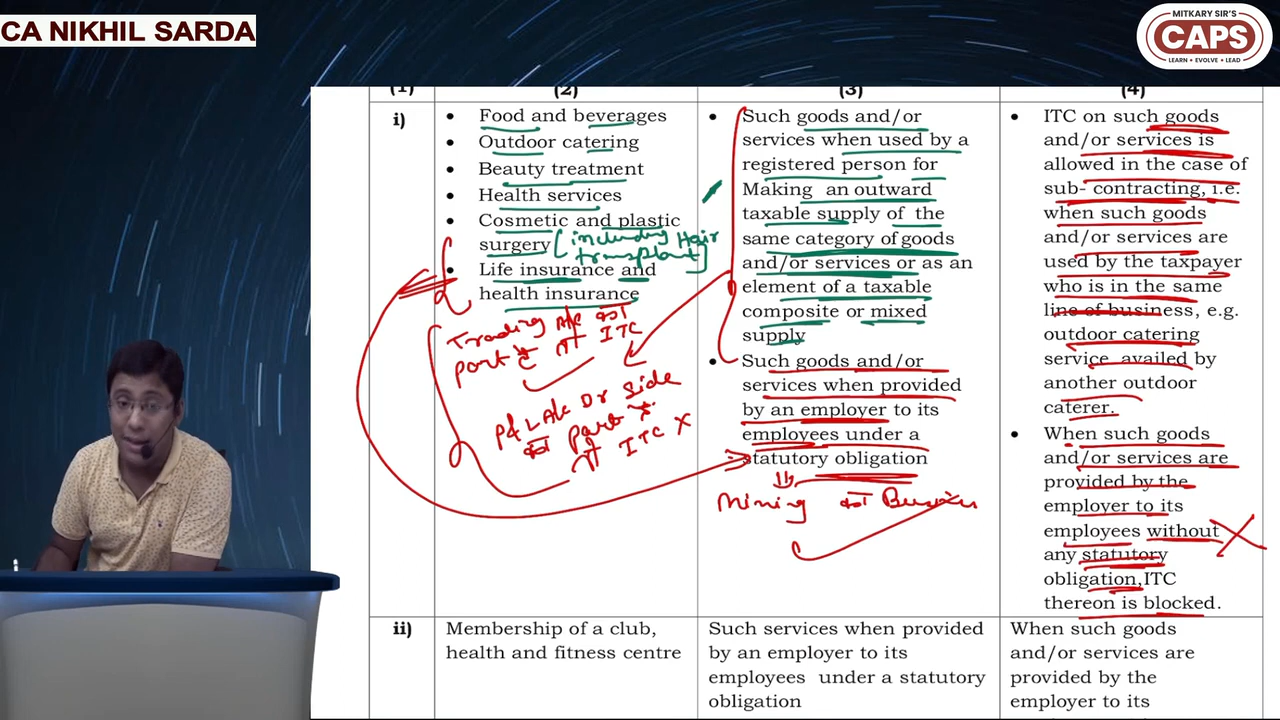 CA NIKHIL SARDA
MITKARY SIR'S
CAPS
LEARN • EVOLVE • LEAD
(1)
(2)
(3)
(4)
i)
• Food and beverages
• Outdoor catering
• Beauty treatment
• Health services
• Cosmetic and plastic
surgery (including Hair
transplant)
• Life insurance and
health insurance
Trading A/c का
part है तो ITC
P&L A/c Dr Side
का part है
तो ITC X
• Such goods and/or
services when used by a
registered person for
Making an outward
taxable supply of the
same category of goods
and/or services or as an
element of a taxable
composite or mixed
supply
• Such goods and/or
services when provided
by an employer to its
employees under a
statutory obligation
Mining का Business
• ITC on such goods
and/or services is
allowed in the case of
sub- contracting, i.e.
when such goods
and/or services are
used by the taxpayer
who is in the same
line of business, e.g.
outdoor catering
service availed by
another outdoor
caterer.
• When such goods
and/or services are
provided by the
employer to its
employees without
any statutory
obligation,ITC
thereon is blocked.
ii)
Membership of a club,
health and fitness centre
Such services when provided
by an employer to its
employees under a statutory
obligation
When such goods
and/or services are
provided by the
employer to its